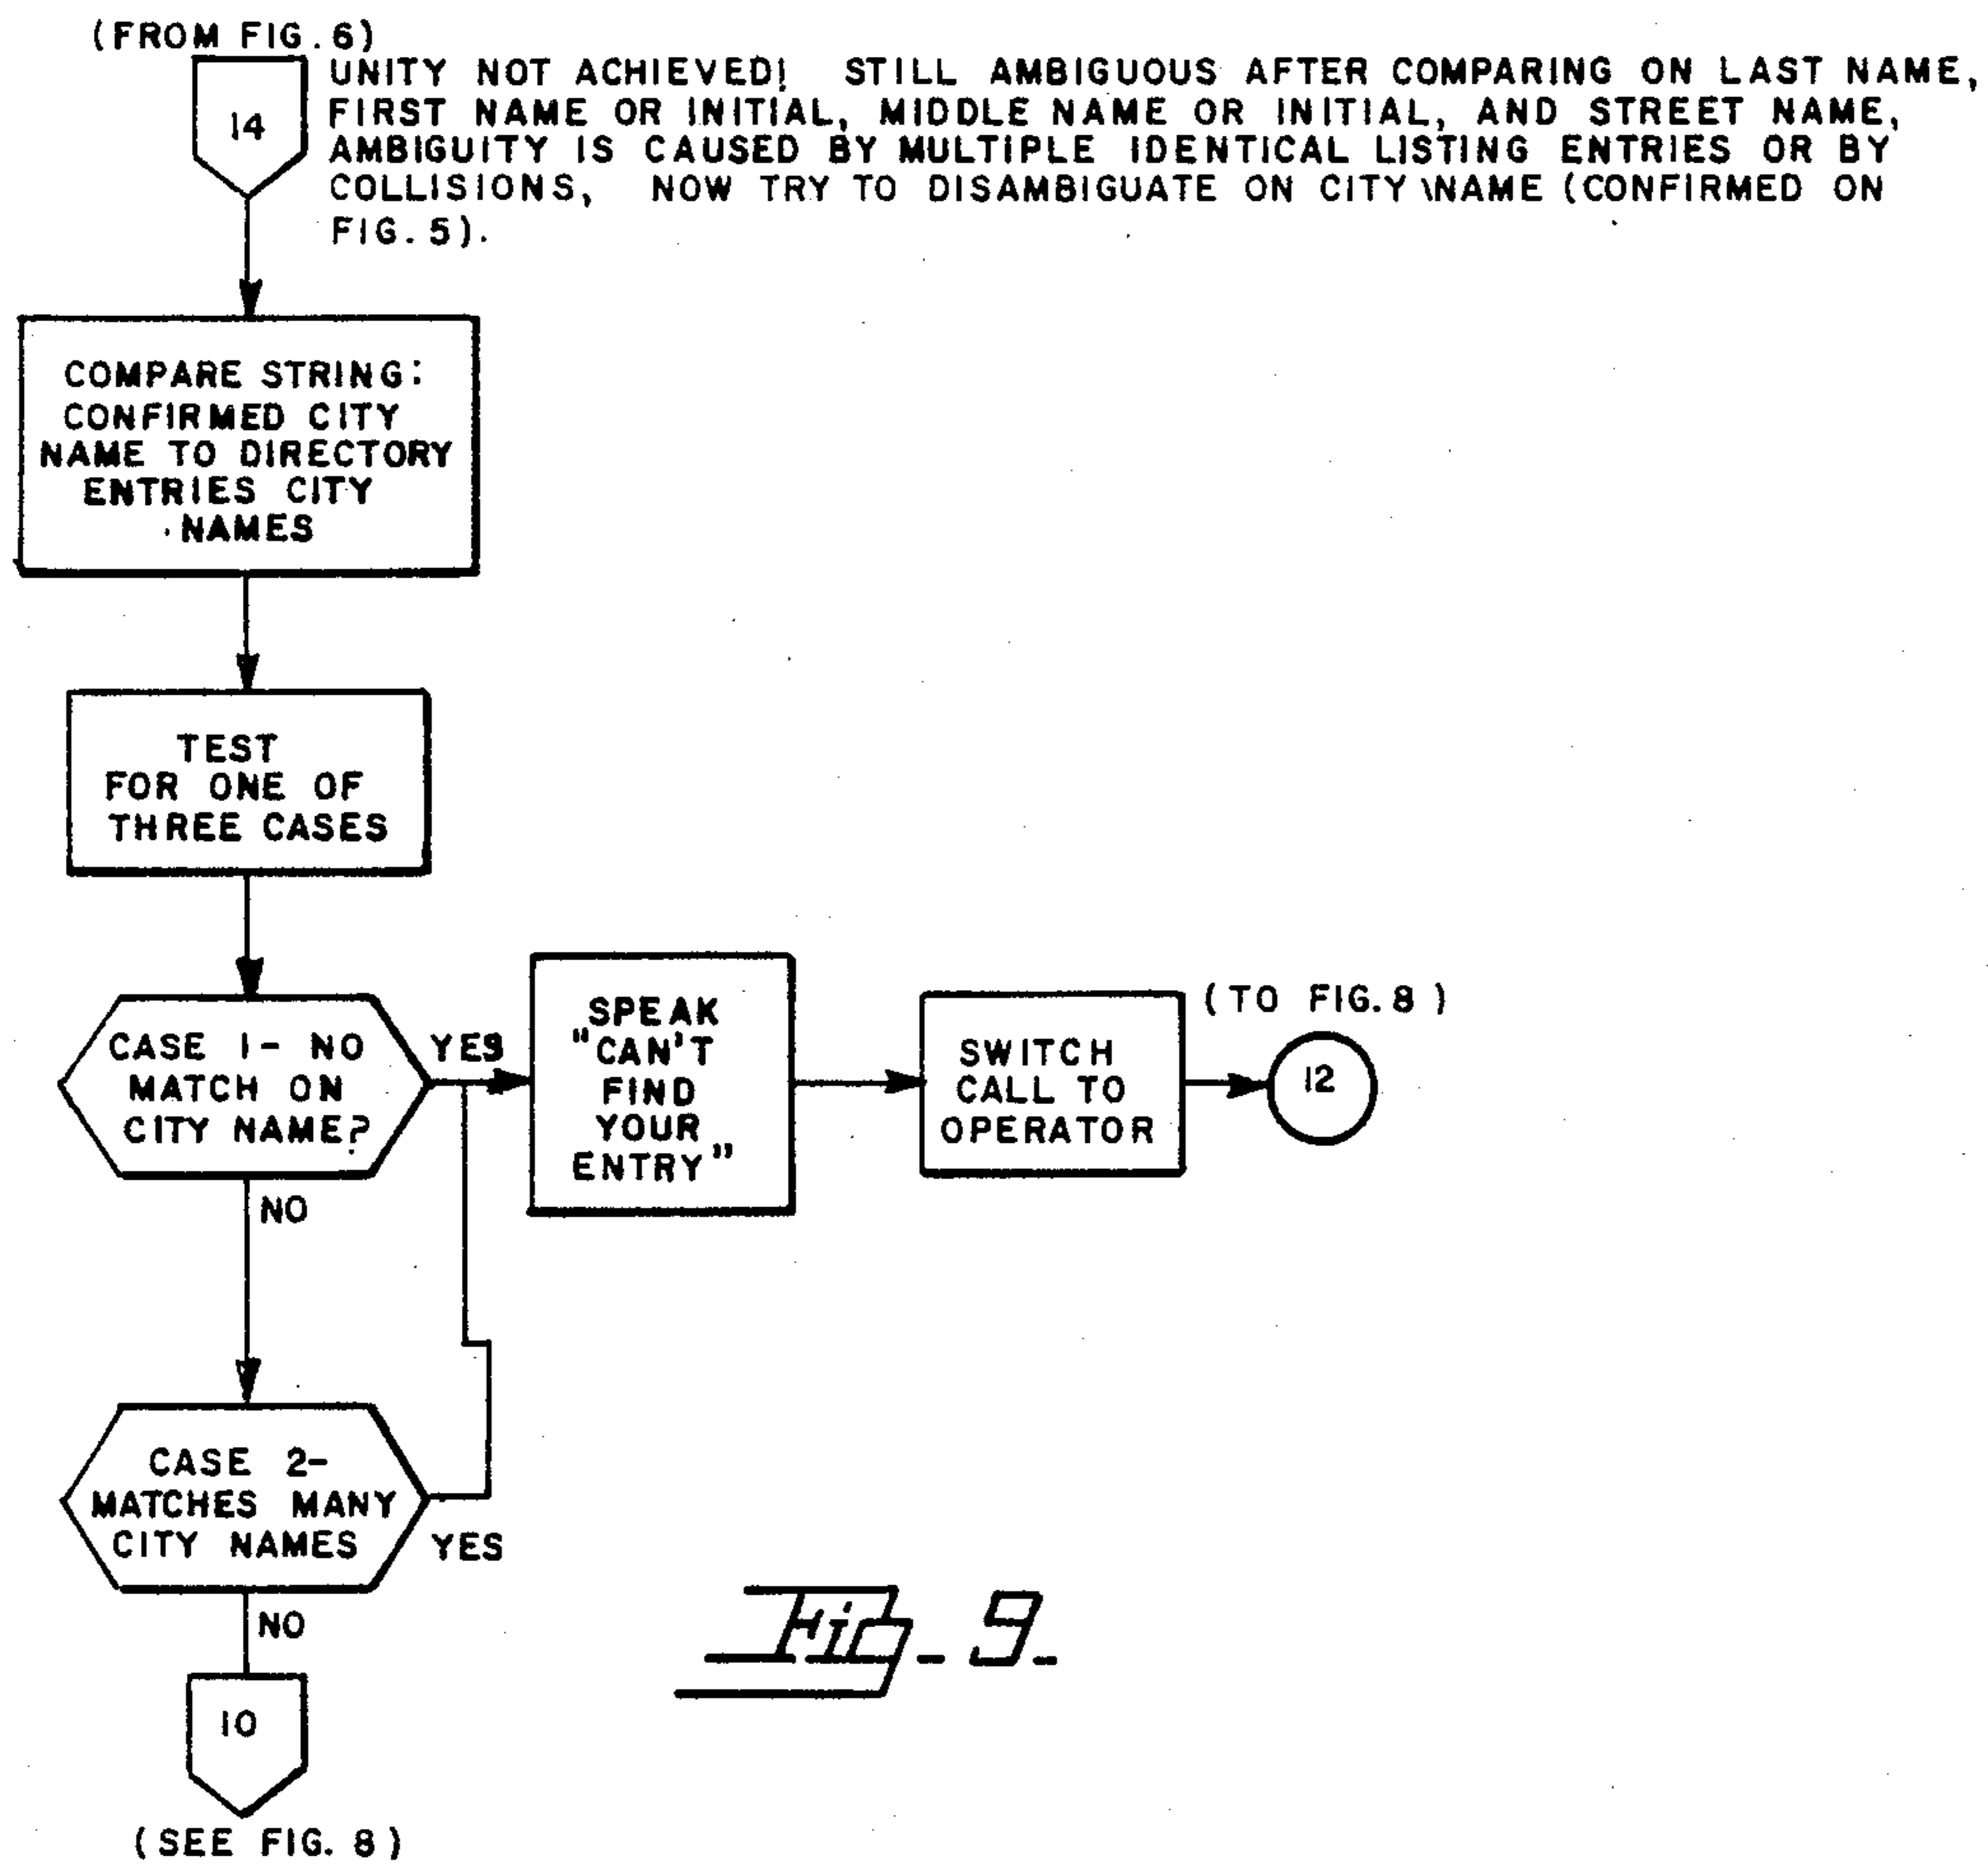 (FROM FIG. 6)
14
UNITY NOT ACHIEVED! STILL AMBIGUOUS AFTER COMPARING ON LAST NAME,
FIRST NAME OR INITIAL, MIDDLE NAME OR INITIAL, AND STREET NAME,
AMBIGUITY IS CAUSED BY MULTIPLE IDENTICAL LISTING ENTRIES OR BY
COLLISIONS, NOW TRY TO DISAMBIGUATE ON CITY NAME (CONFIRMED ON
FIG. 5).
COMPARE STRING:
CONFIRMED CITY
NAME TO DIRECTORY
ENTRIES CITY
NAMES
TEST
FOR ONE OF
THREE CASES
CASE 1- NO
MATCH ON
CITY NAME?
YES
SPEAK
"CAN'T
FIND
YOUR
ENTRY"
SWITCH
CALL TO
OPERATOR
(TO FIG. 8)
12
NO
CASE 2-
MATCHES MANY
CITY NAMES
YES
NO
10
(SEE FIG. 8)
Fig_ 9_